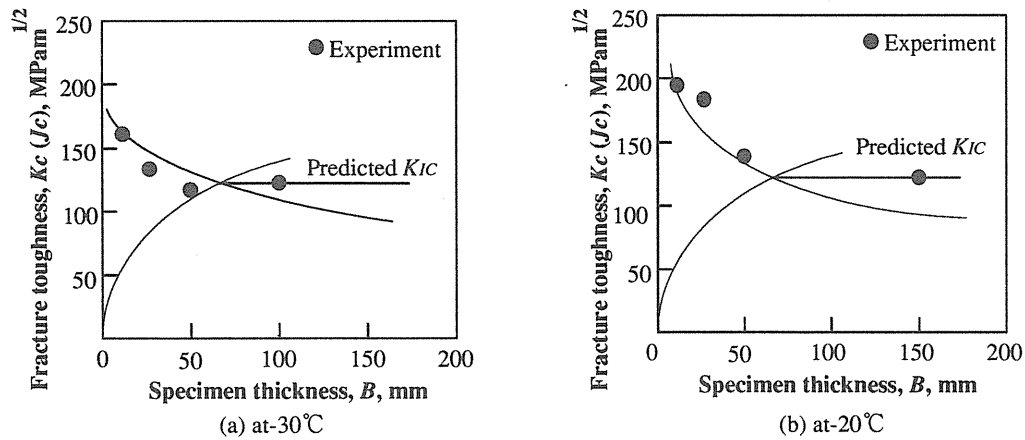 Fracture toughness, Kc (Jc), MPam 1/2
250
200
150
100
50
Experiment
Predicted KIC
0 50 100 150 200
Specimen thickness, B, mm
(a) at-30℃
Fracture toughness, Kc (Jc), MPam 1/2
250
200
150
100
50
Experiment
Predicted KIC
0 50 100 150 200
Specimen thickness, B, mm
(b) at-20℃